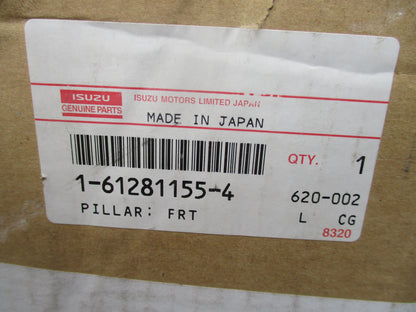 ISUZU
GENUINE PARTS
ISUZU MOTORS LIMITED JAPAN
MADE IN JAPAN
QTY. 1
1-61281155-4
620-002
PILLAR: FRT
L CG
8320